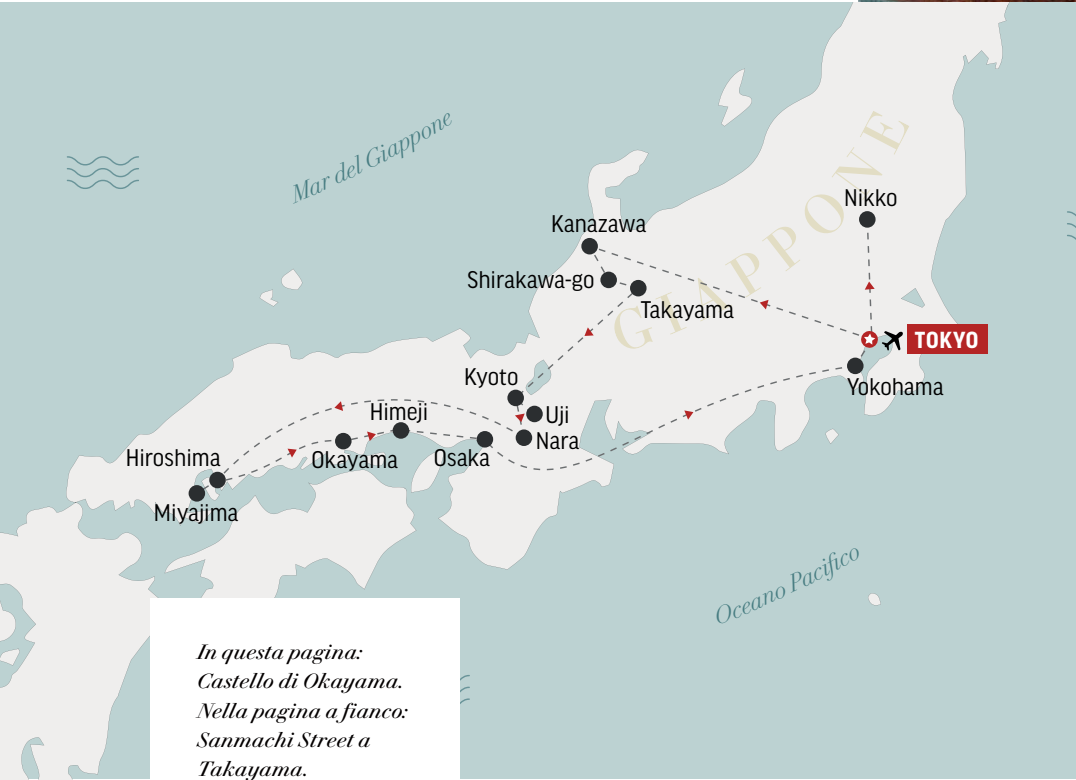 Mar del Giappone
GIAPPONE
Nikko
Kanazawa
Shirakawa-go
Takayama
TOKYO
Yokohama
Kyoto
Uji
Nara
Himeji
Okayama
Osaka
Hiroshima
Miyajima
Oceano Pacifico
In questa pagina:
Castello di Okayama.
Nella pagina a fianco:
Sanmachi Street a
Takayama.